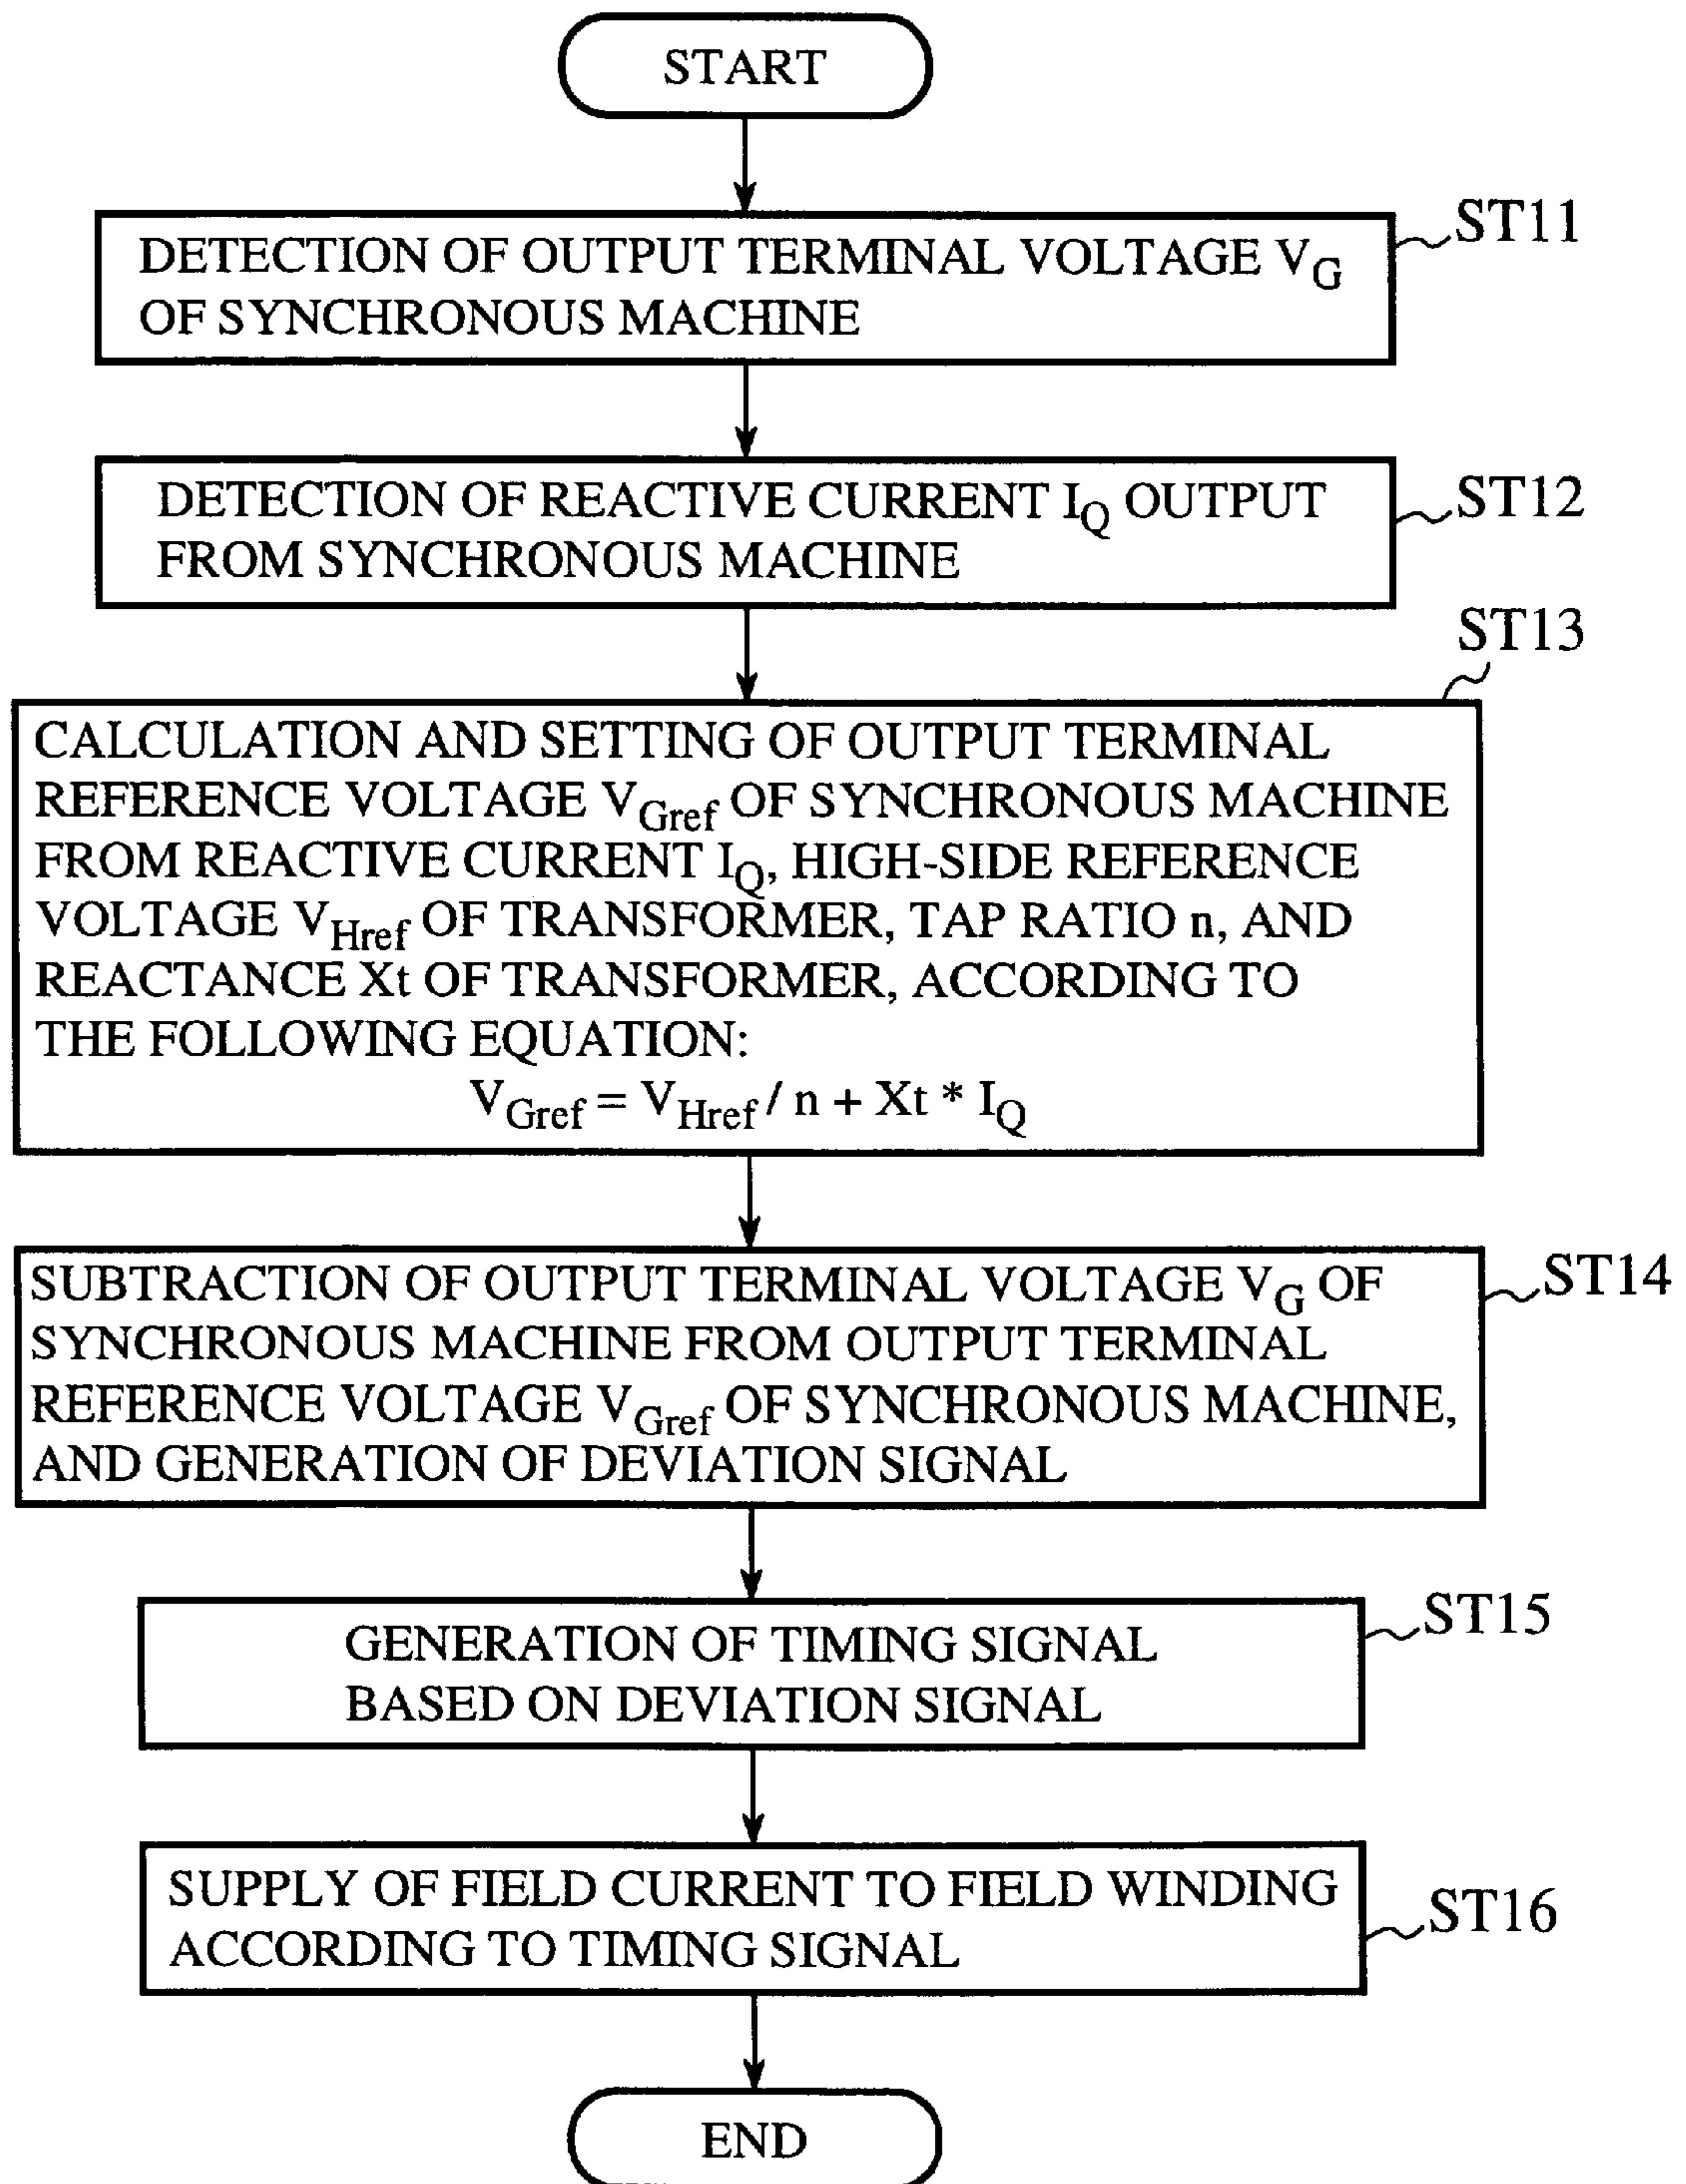 START
ST11
DETECTION OF OUTPUT TERMINAL VOLTAGE VG
OF SYNCHRONOUS MACHINE
ST12
DETECTION OF REACTIVE CURRENT IQ OUTPUT
FROM SYNCHRONOUS MACHINE
ST13
CALCULATION AND SETTING OF OUTPUT TERMINAL
REFERENCE VOLTAGE VGref OF SYNCHRONOUS MACHINE
FROM REACTIVE CURRENT IQ, HIGH-SIDE REFERENCE
VOLTAGE VHref OF TRANSFORMER, TAP RATIO n, AND
REACTANCE Xt OF TRANSFORMER, ACCORDING TO
THE FOLLOWING EQUATION:
VGref = VHref / n + Xt * IQ
ST14
SUBTRACTION OF OUTPUT TERMINAL VOLTAGE VG OF
SYNCHRONOUS MACHINE FROM OUTPUT TERMINAL
REFERENCE VOLTAGE VGref OF SYNCHRONOUS MACHINE,
AND GENERATION OF DEVIATION SIGNAL
ST15
GENERATION OF TIMING SIGNAL
BASED ON DEVIATION SIGNAL
ST16
SUPPLY OF FIELD CURRENT TO FIELD WINDING
ACCORDING TO TIMING SIGNAL
END